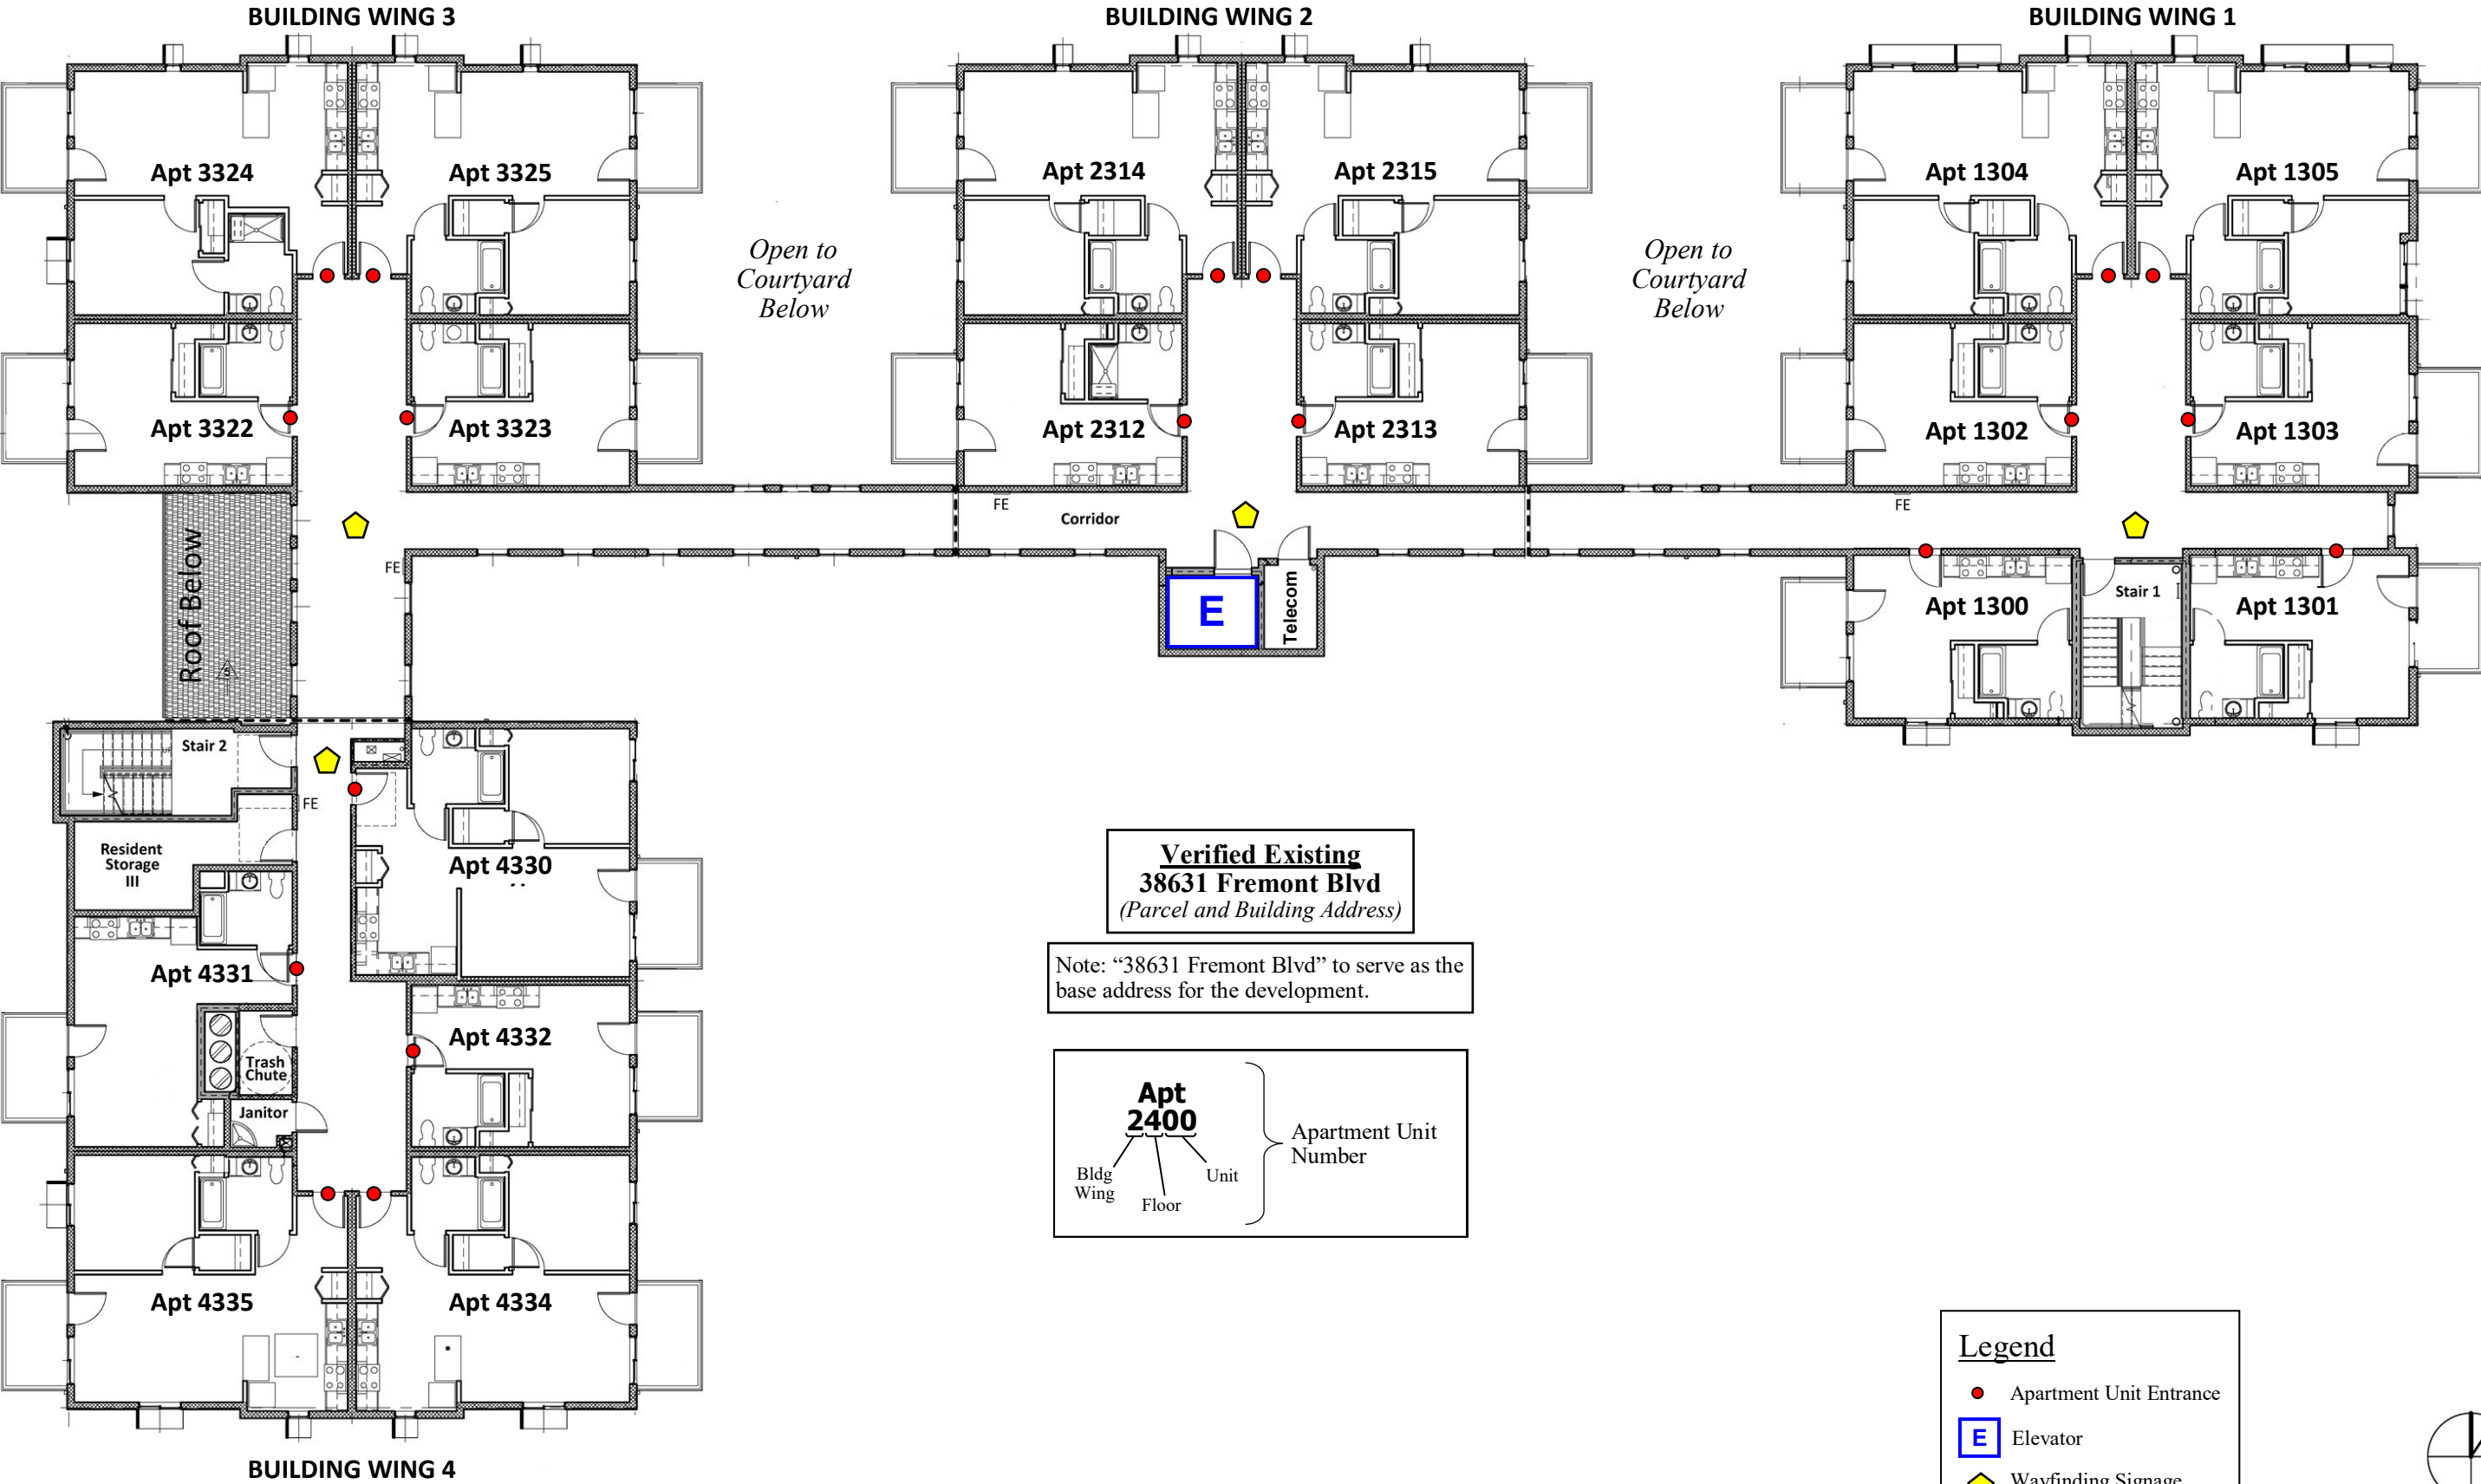 BUILDING WING 3
BUILDING WING 2
BUILDING WING 1
Apt 3324
Apt 3325
Apt 2314
Apt 2315
Apt 1304
Apt 1305
Open to
Courtyard
Below
Open to
Courtyard
Below
Apt 3322
Apt 3323
Apt 2312
Apt 2313
Apt 1302
Apt 1303
FE
Corridor
FE
Roof Below
5
FE
E
Telecom
Apt 1300
Stair 1
Apt 1301
Stair 2
FE
Resident
Storage
III
Apt 4330
Apt 4331
Apt 4332
Trash
Chute
Janitor
Apt 4335
Apt 4334
BUILDING WING 4
Verified Existing
38631 Fremont Blvd
(Parcel and Building Address)
Note: “38631 Fremont Blvd” to serve as the
base address for the development.
Apt
2400
Bldg
Wing
Floor
Unit
Apartment Unit
Number
Legend
Apartment Unit Entrance
E Elevator
Wayfinding Signage